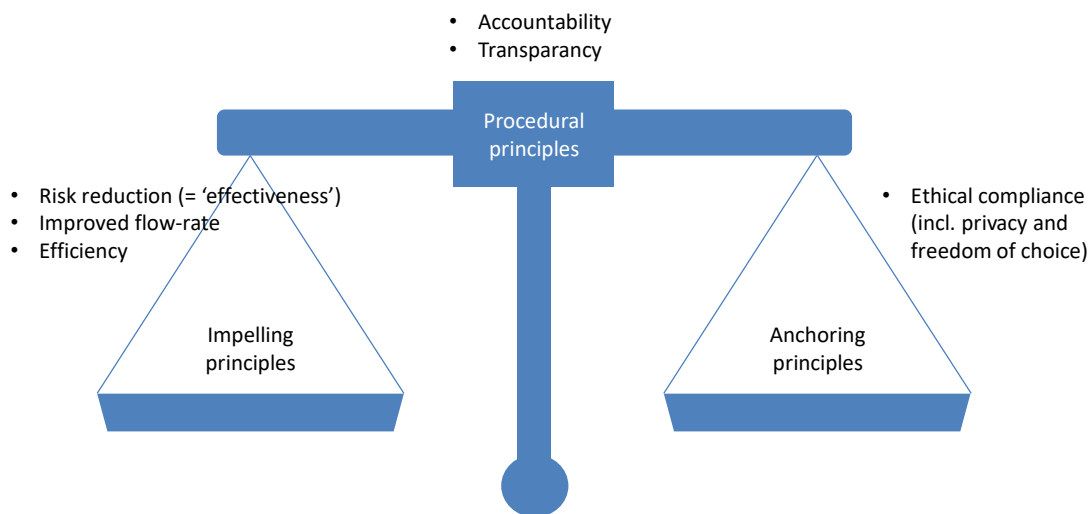 • Accountability
• Transparancy
Procedural
principles
• Risk reduction (= ‘effectiveness’)
• Improved flow-rate
• Efficiency
• Ethical compliance
(incl. privacy and
freedom of choice)
Impelling
principles
Anchoring
principles